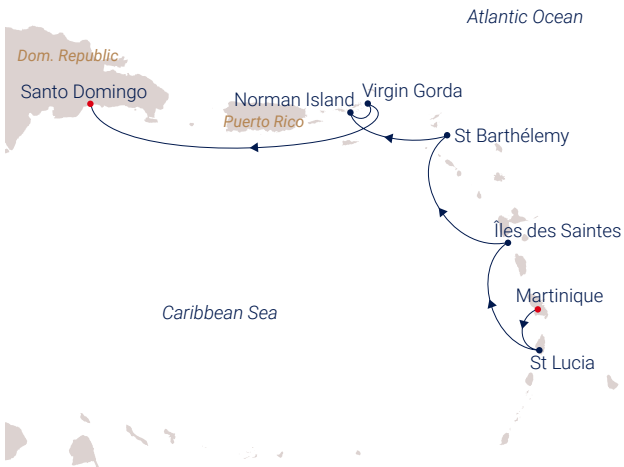 Atlantic Ocean
Dom. Republic
Santo Domingo
Norman Island
Virgin Gorda
Puerto Rico
St Barthélemy
Îles des Saintes
Martinique
Caribbean Sea
St Lucia